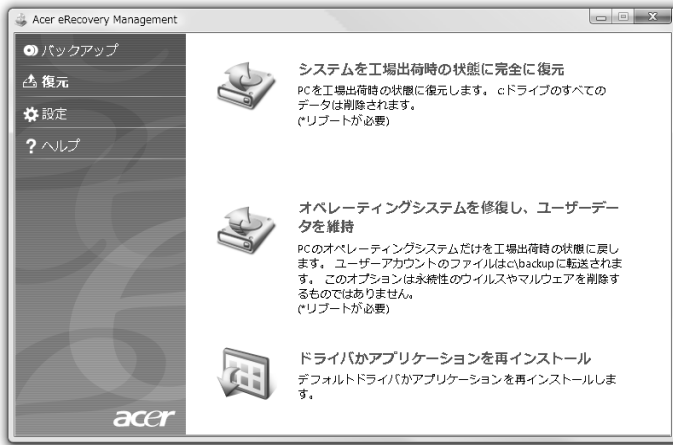 Acer eRecovery Management
バックアップ
復元
設定
ヘルプ
システムを工場出荷時の状態に完全に復元
PCを工場出荷時の状態に復元します。 c:ドライブのすべての
データは削除されます。
(*リブートが必要)
オペレーティングシステムを修復し、ユーザーデー
タを維持
PCのオペレーティングシステムだけを工場出荷時の状態に戻し
ます。 ユーザーアカウントのファイルはc\backupに転送されま
す。 このオプションは永続性のウイルスやマルウェアを削除す
るものではありません。
(*リブートが必要)
ドライバかアプリケーションを再インストール
デフォルトドライバかアプリケーションを再インストールしま
す。
acer